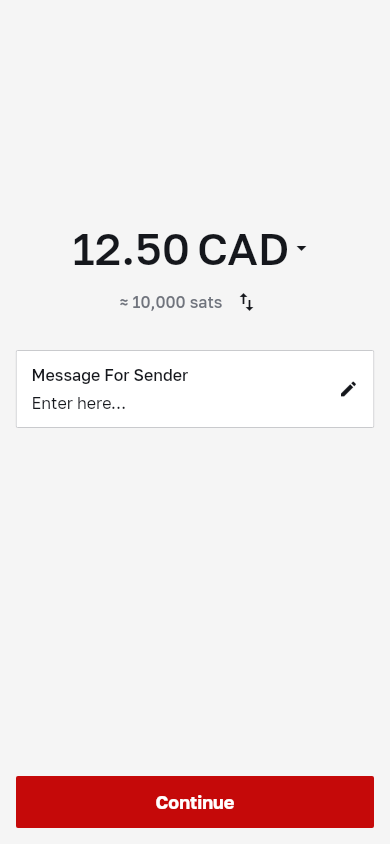 12.50 CAD
≈ 10,000 sats
Message For Sender
Enter here...
Continue